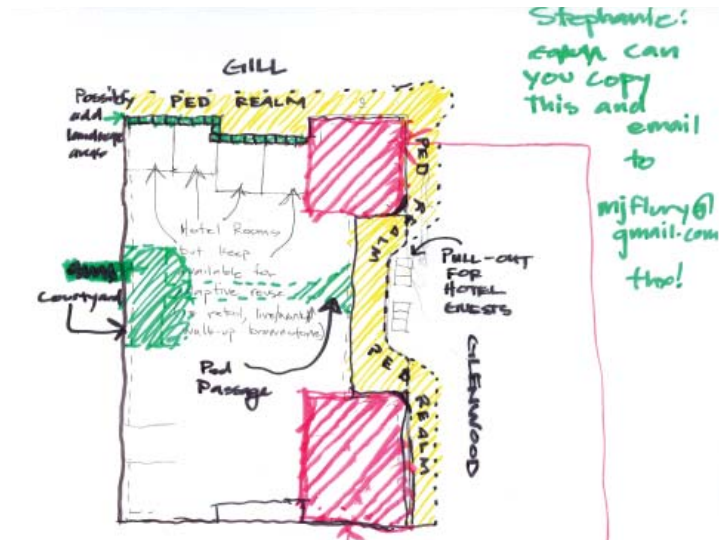 Stephanie:
can
you copy
this and
email
to
mjflury@
gmail.com
thx!
GILL
PED REALM
Possibly
add
landscape
areas
PED REALM
Hotel Rooms
but keep
available for
adaptive reuse
retail, live/work,
walk-up brownstone)
Courtyard
Ped
Passage
PULL-OUT
FOR
HOTEL
GUESTS
PED REALM
GLENWOOD